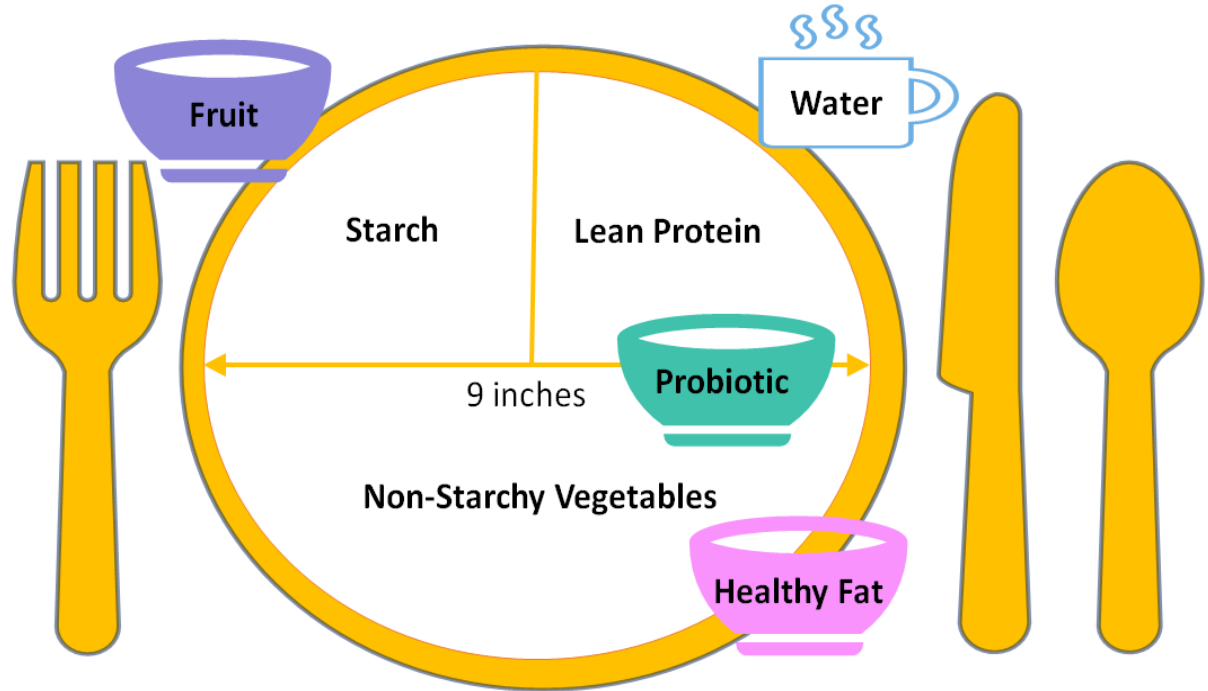 Fruit
Water
Starch
Lean Protein
Probiotic
9 inches
Non-Starchy Vegetables
Healthy Fat